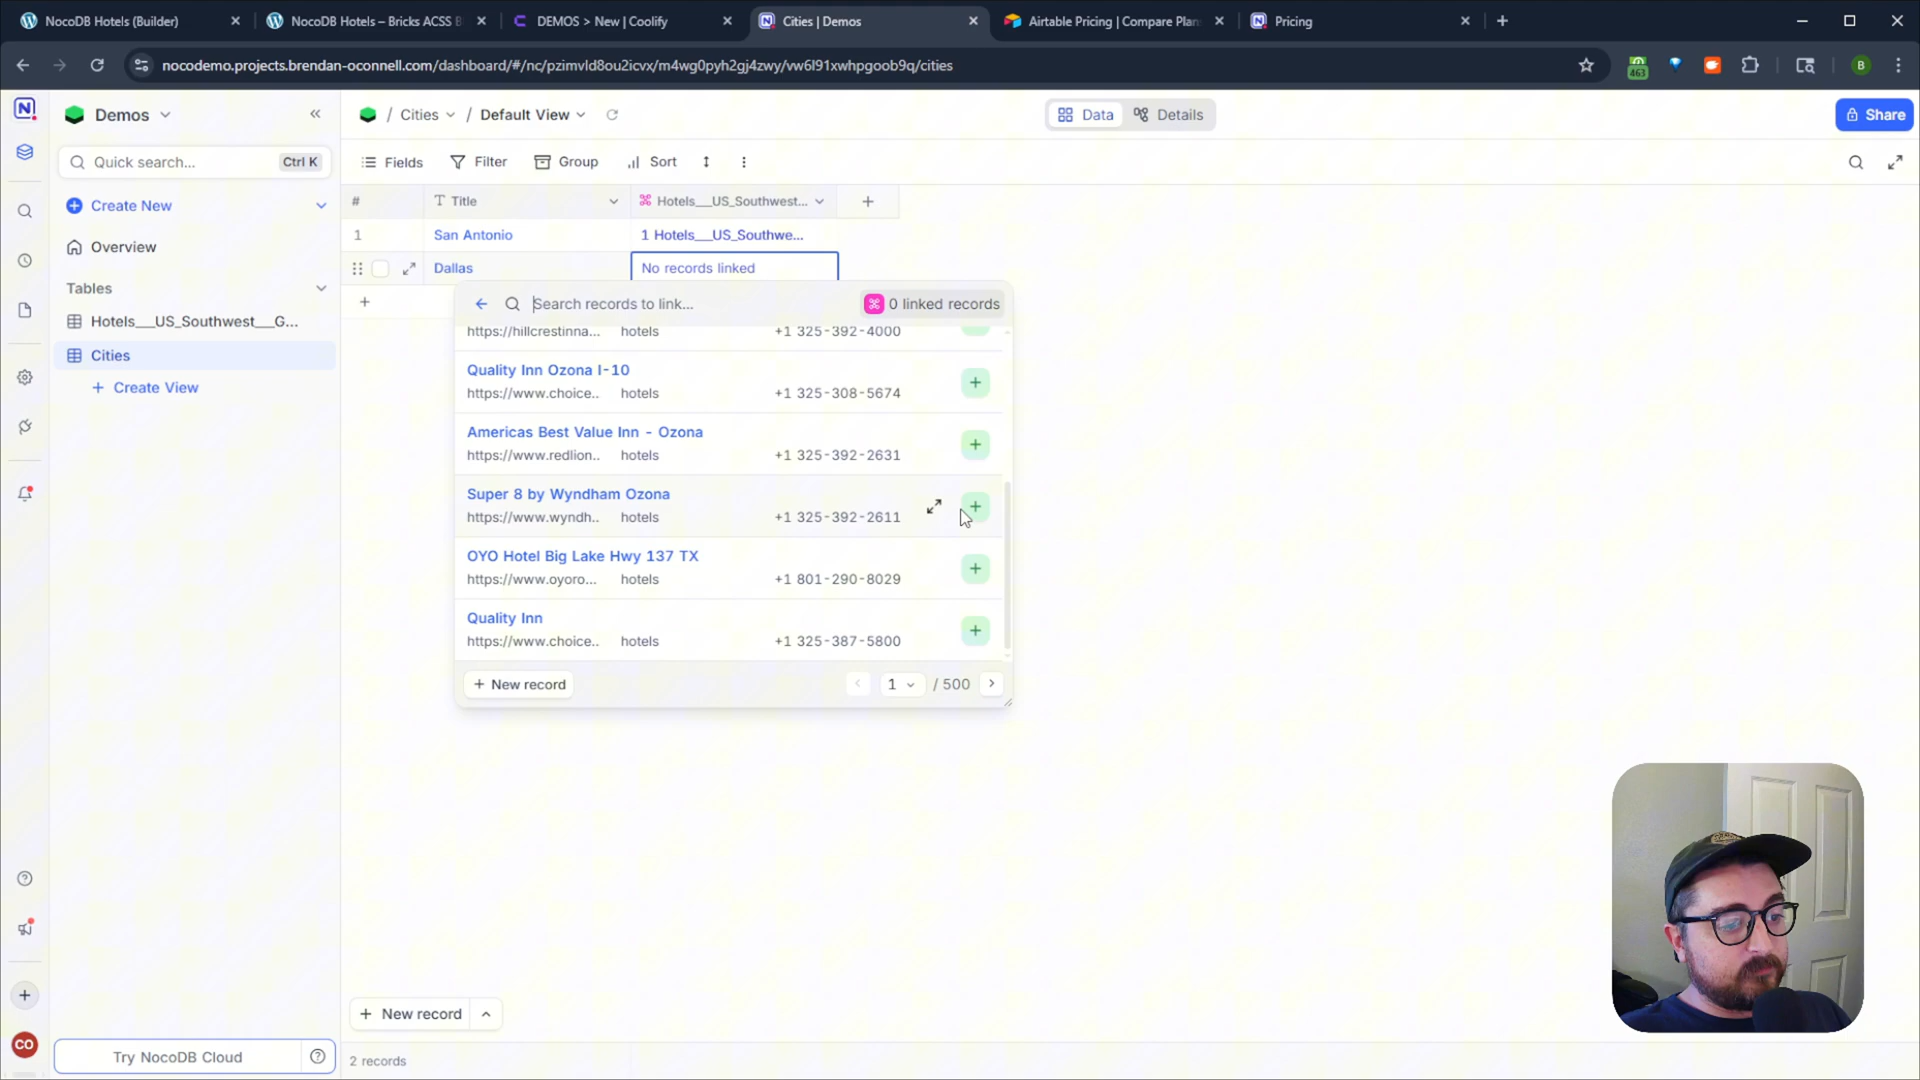 NocoDB Hotels (Builder)
NocoDB Hotels – Bricks ACSS B
DEMOS > New | Coolify
Cities | Demos
Airtable Pricing | Compare Plan
Pricing
nocodemo.projects.brendan-oconnell.com/dashboard/#/nc/pzimvld8ou2icvx/m4wg0pyh2gj4zwy/vw6l91xwhpgoob9q/cities
463
B
N
Demos
/ Cities / Default View
Data
Details
Share
Quick search...
Ctrl K
Fields
Filter
Group
Sort
Create New
Overview
Tables
Hotels___US_Southwest___G...
Cities
+ Create View
#
Title
Hotels___US_Southwest...
1
San Antonio
1 Hotels___US_Southwe...
Dallas
No records linked
Search records to link...
0 linked records
https://hillcrestinna...
hotels
+1 325-392-4000
Quality Inn Ozona I-10
https://www.choice..
hotels
+1 325-308-5674
Americas Best Value Inn - Ozona
https://www.redlion..
hotels
+1 325-392-2631
Super 8 by Wyndham Ozona
https://www.wyndh..
hotels
+1 325-392-2611
OYO Hotel Big Lake Hwy 137 TX
https://www.oyoro...
hotels
+1 801-290-8029
Quality Inn
https://www.choice..
hotels
+1 325-387-5800
+ New record
1 / 500
+ New record
CO
Try NocoDB Cloud
2 records